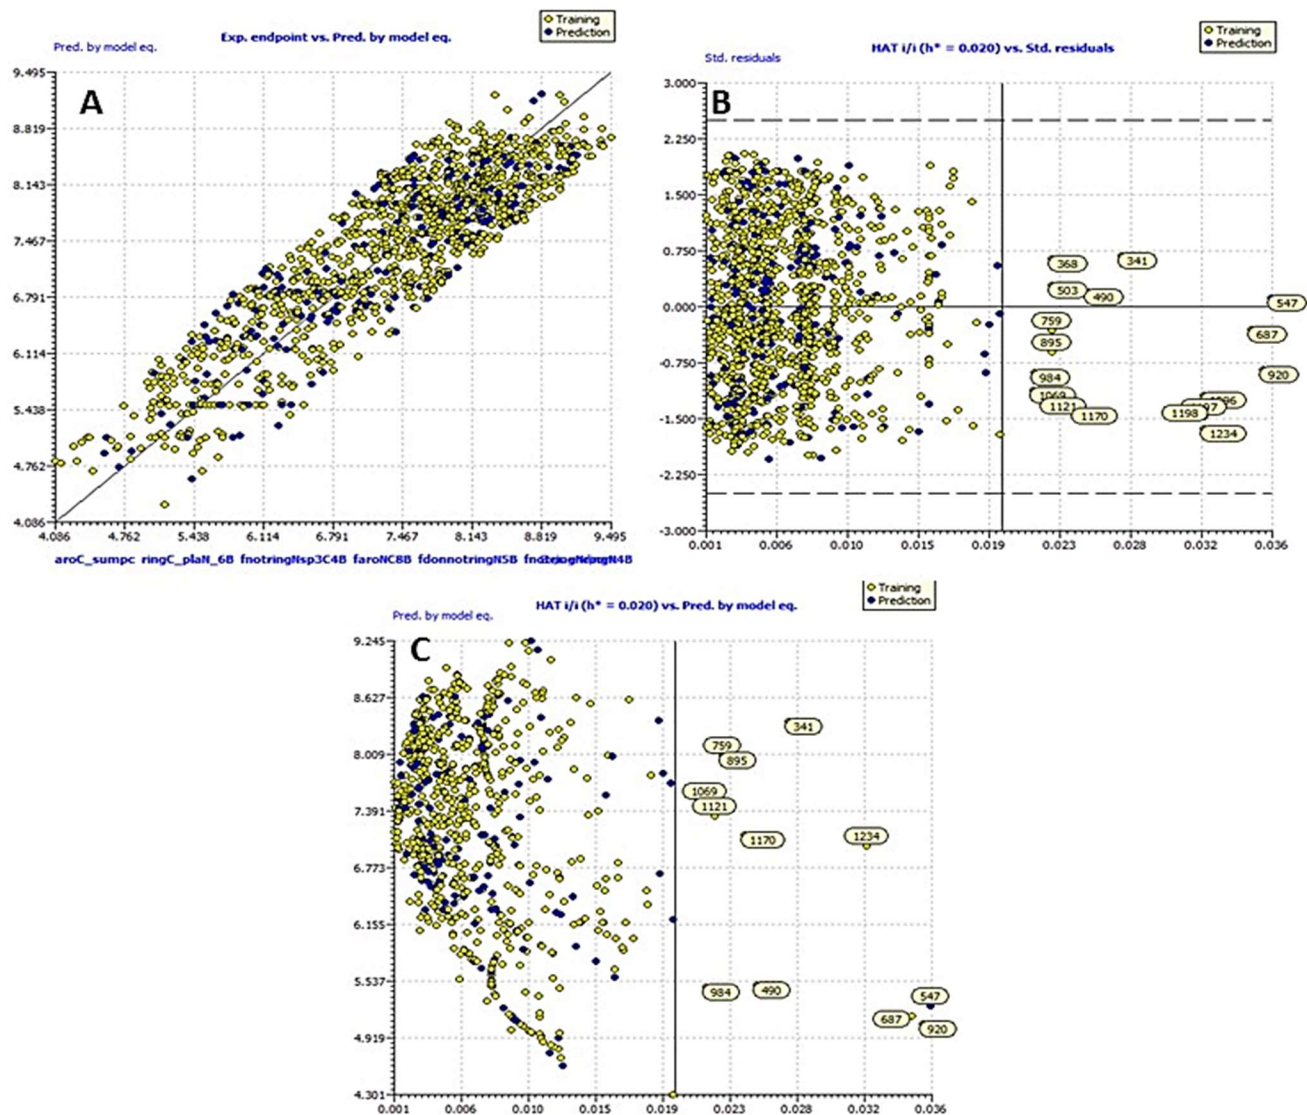 Training
Prediction
Exp. endpoint vs. Pred. by model eq.
Pred. by model eq.
A
9.495
8.819
8.143
7.467
6.791
6.114
5.438
4.762
4.086
4.086 4.762 5.438 6.114 6.791 7.467 8.143 8.819 9.495
aroC_sumpc ringC_plaN_6B fnotringNsp3C4B faroNC8B fdonnotringN5B
Training
Prediction
HAT i/i (h* = 0.020) vs. Std. residuals
Std. residuals
B
3.000
2.250
1.500
0.750
0.000
-0.750
-1.500
-2.250
-3.000
368
341
503
490
547
759
687
895
984
920
1069
1121
1170
1198
1234
0.001 0.006 0.010 0.015 0.019 0.023 0.028 0.032 0.036
Training
Prediction
HAT i/i (h* = 0.020) vs. Pred. by model eq.
Pred. by model eq.
C
9.245
8.627
8.009
7.391
6.773
6.155
5.537
4.919
4.301
341
759
895
1069
1121
1170
1234
984
490
547
687
920
0.001 0.006 0.010 0.015 0.019 0.023 0.028 0.032 0.036